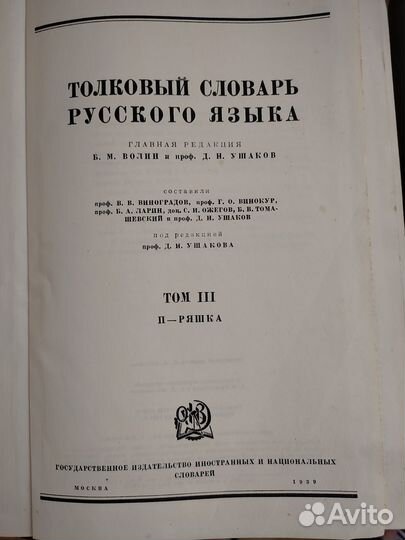 ТОЛКОВЫЙ СЛОВАРЬ
РУССКОГО ЯЗЫКА
ГЛАВНАЯ РЕДАКЦИЯ
Б. М. ВОЛИН и проф. Д. Н. УШАКОВ
составили
проф. В. В. ВИНОГРАДОВ, проф. Г. О. ВИНОКУР,
проф. Б. А. ЛАРИН, доц. С. И. ОЖЕГОВ, Б. В. ТОМА-
ШЕВСКИЙ и проф. Д. Н. УШАКОВ
под редакцией
проф. Д. Н. УШАКОВА
ТОМ III
П—РЯШКА
ГОСУДАРСТВЕННОЕ ИЗДАТЕЛЬСТВО ИНОСТРАННЫХ И НАЦИОНАЛЬНЫХ
СЛОВАРЕЙ
МОСКВА 1939
Avito